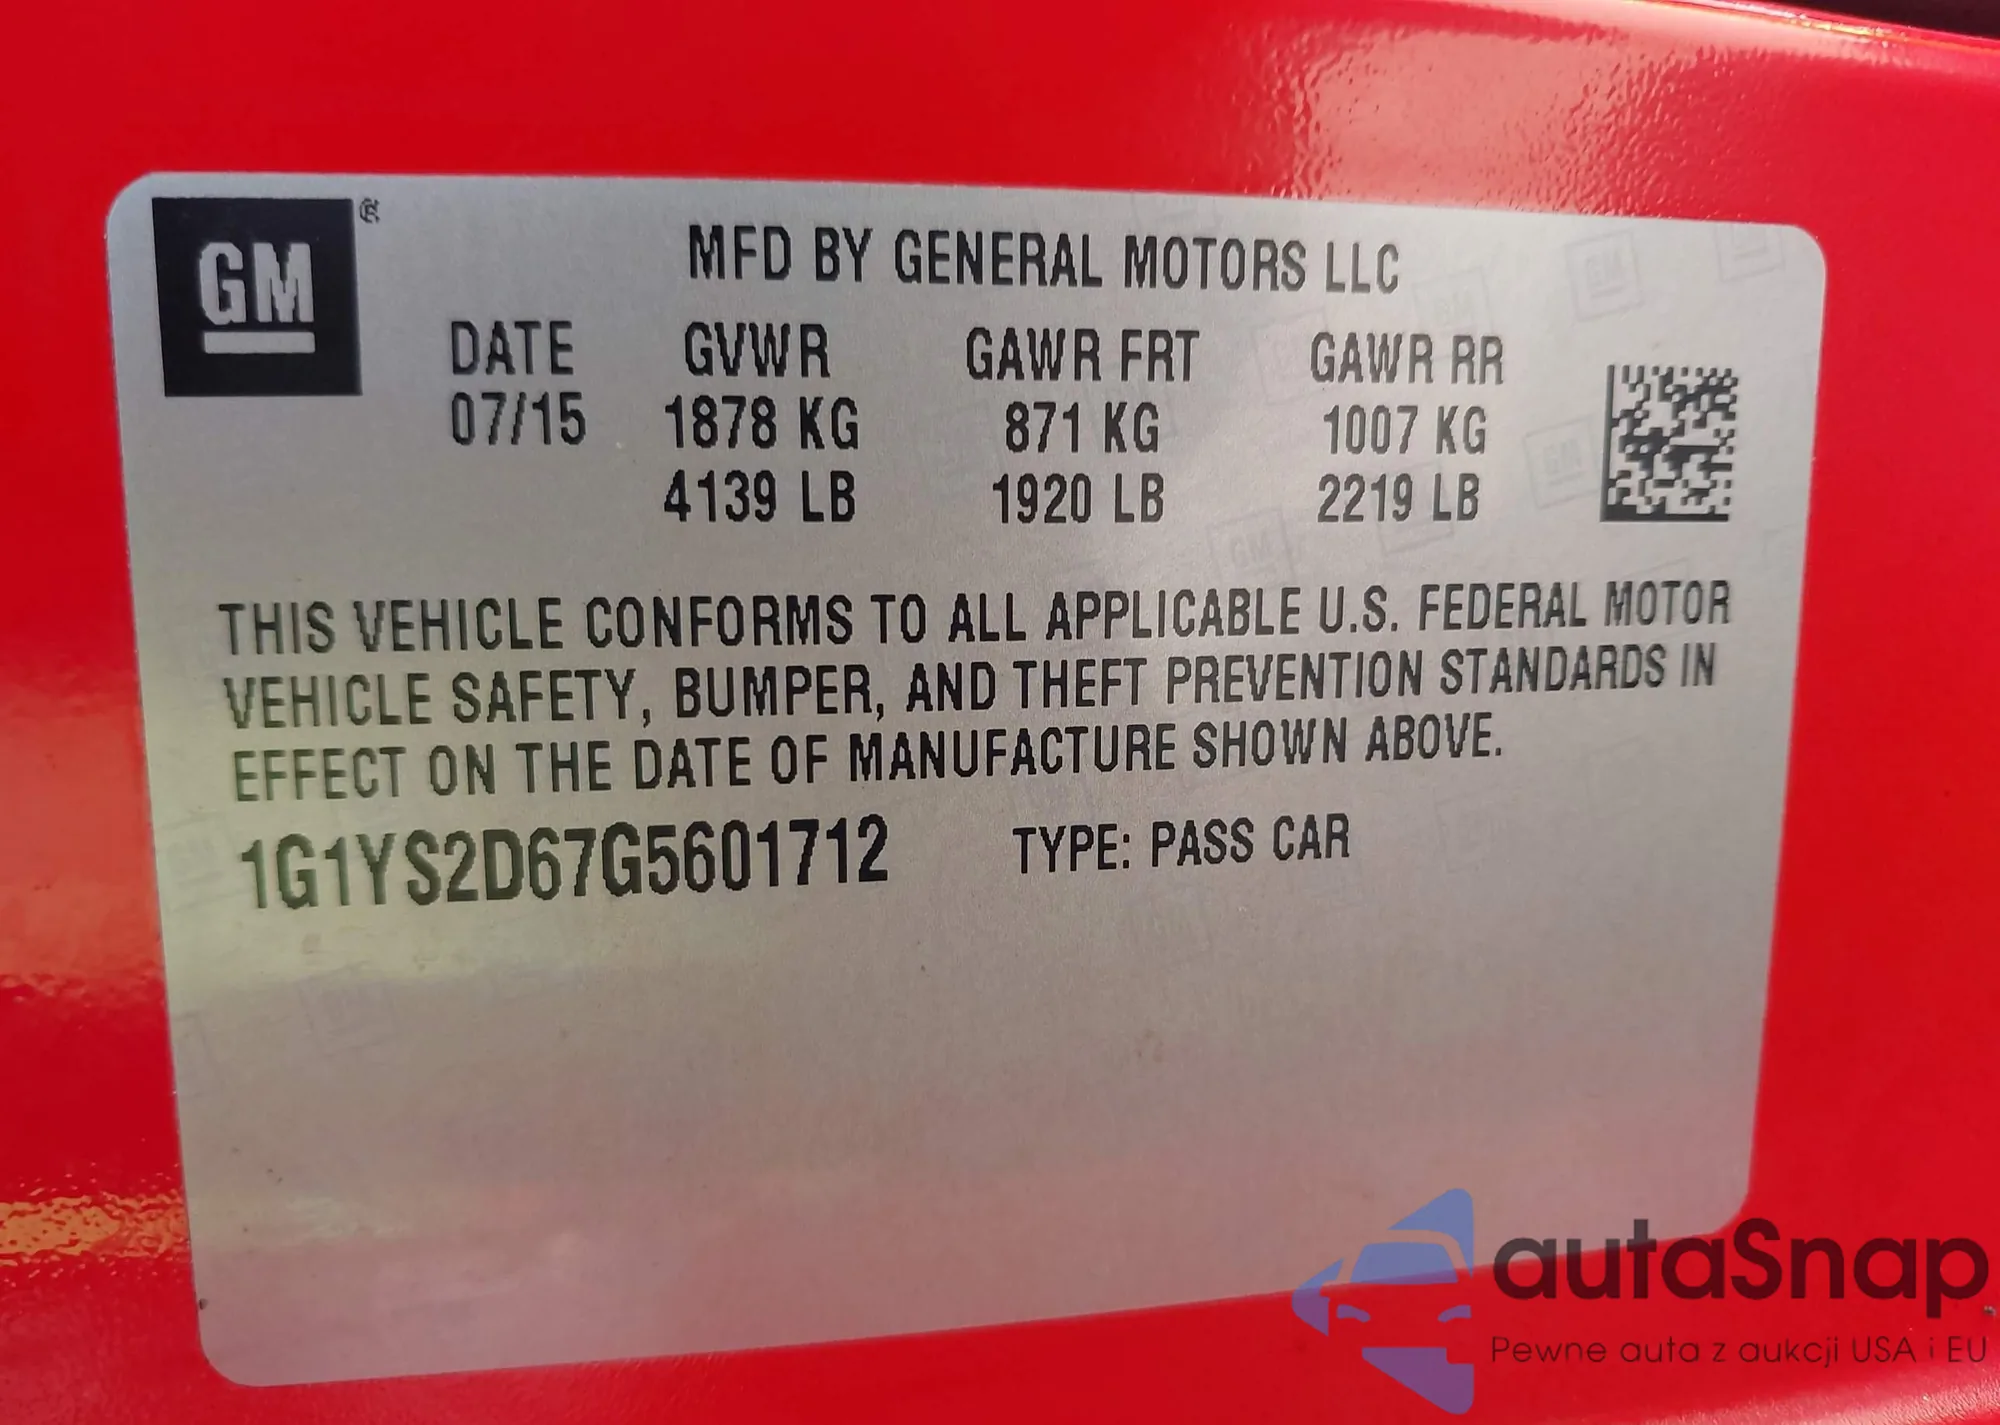 GM
®
MFD BY GENERAL MOTORS LLC
DATE GVWR GAWR FRT GAWR RR
07/15 1878 KG 871 KG 1007 KG
4139 LB 1920 LB 2219 LB
THIS VEHICLE CONFORMS TO ALL APPLICABLE U.S. FEDERAL MOTOR
VEHICLE SAFETY, BUMPER, AND THEFT PREVENTION STANDARDS IN
EFFECT ON THE DATE OF MANUFACTURE SHOWN ABOVE.
1G1YS2D67G5601712 TYPE: PASS CAR
autaSnap
Pewne auta z aukcji USA i EU